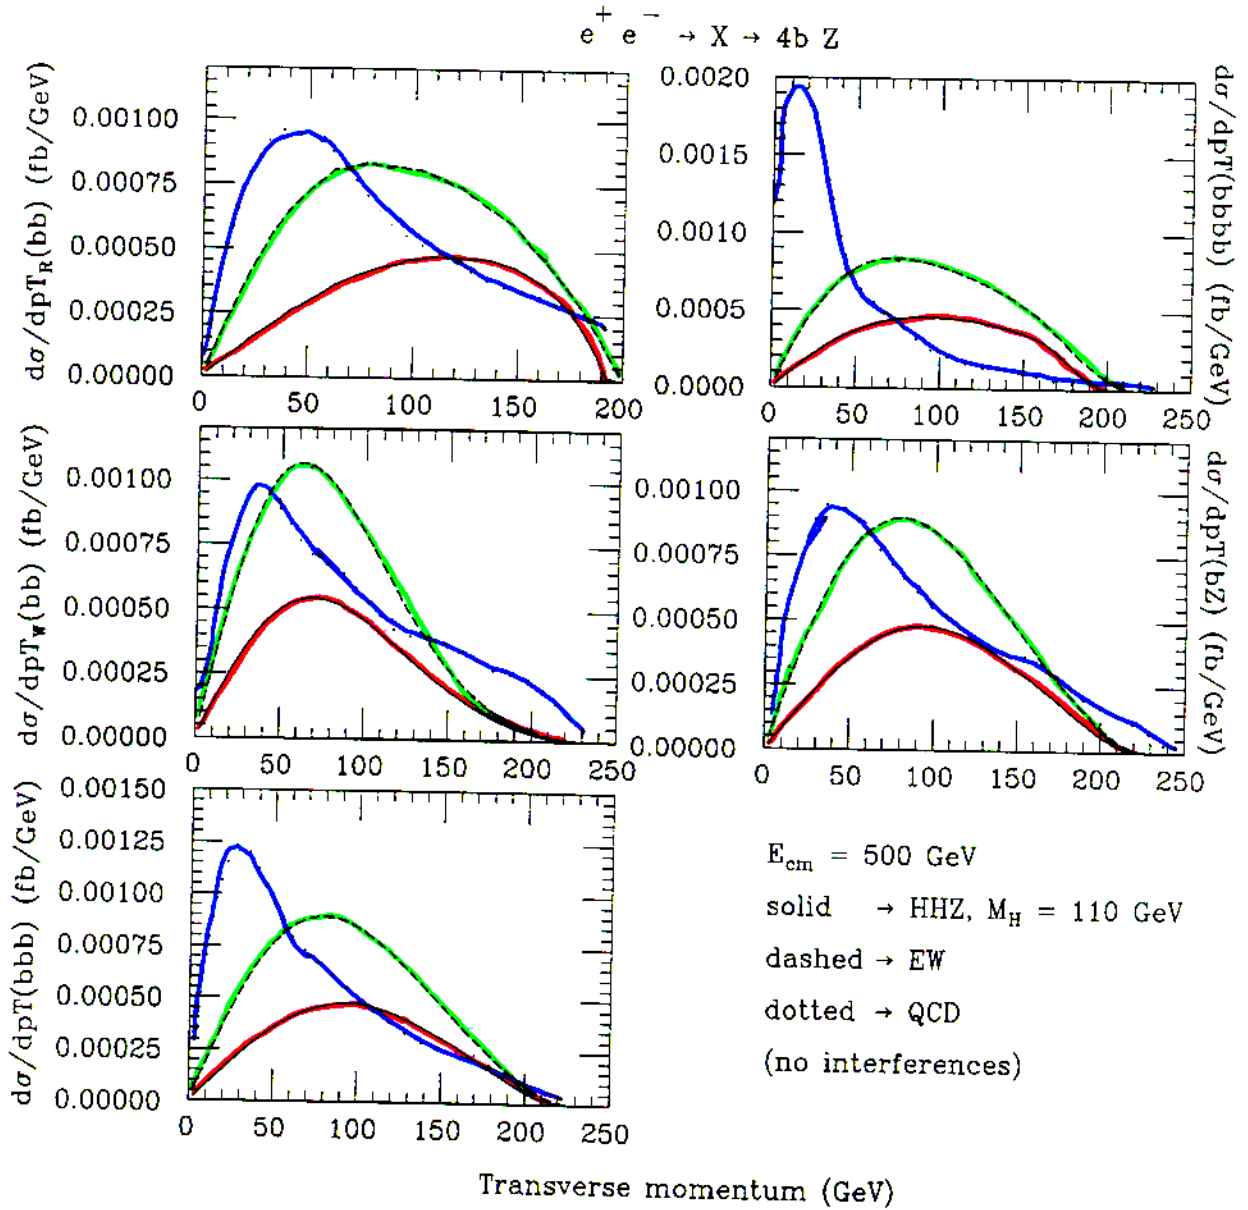 e⁺ e⁻ → X → 4b Z
dσ/dpT_R(bb) (fb/GeV)
0.00100
0.00075
0.00050
0.00025
0.00000
0 50 100 150 200
0.0020
0.0015
0.0010
0.0005
0.0000
0 50 100 150 200 250
dσ/dpT(bbbb) (fb/GeV)
dσ/dpT_W(bb) (fb/GeV)
0.00100
0.00075
0.00050
0.00025
0.00000
0 50 100 150 200 250
0.00100
0.00075
0.00050
0.00025
0.00000
0 50 100 150 200 250
dσ/dpT(bZ) (fb/GeV)
dσ/dpT(bbb) (fb/GeV)
0.00150
0.00125
0.00100
0.00075
0.00050
0.00025
0.00000
0 50 100 150 200 250
E_cm = 500 GeV
solid → HHZ, M_H = 110 GeV
dashed → EW
dotted → QCD
(no interferences)
Transverse momentum (GeV)